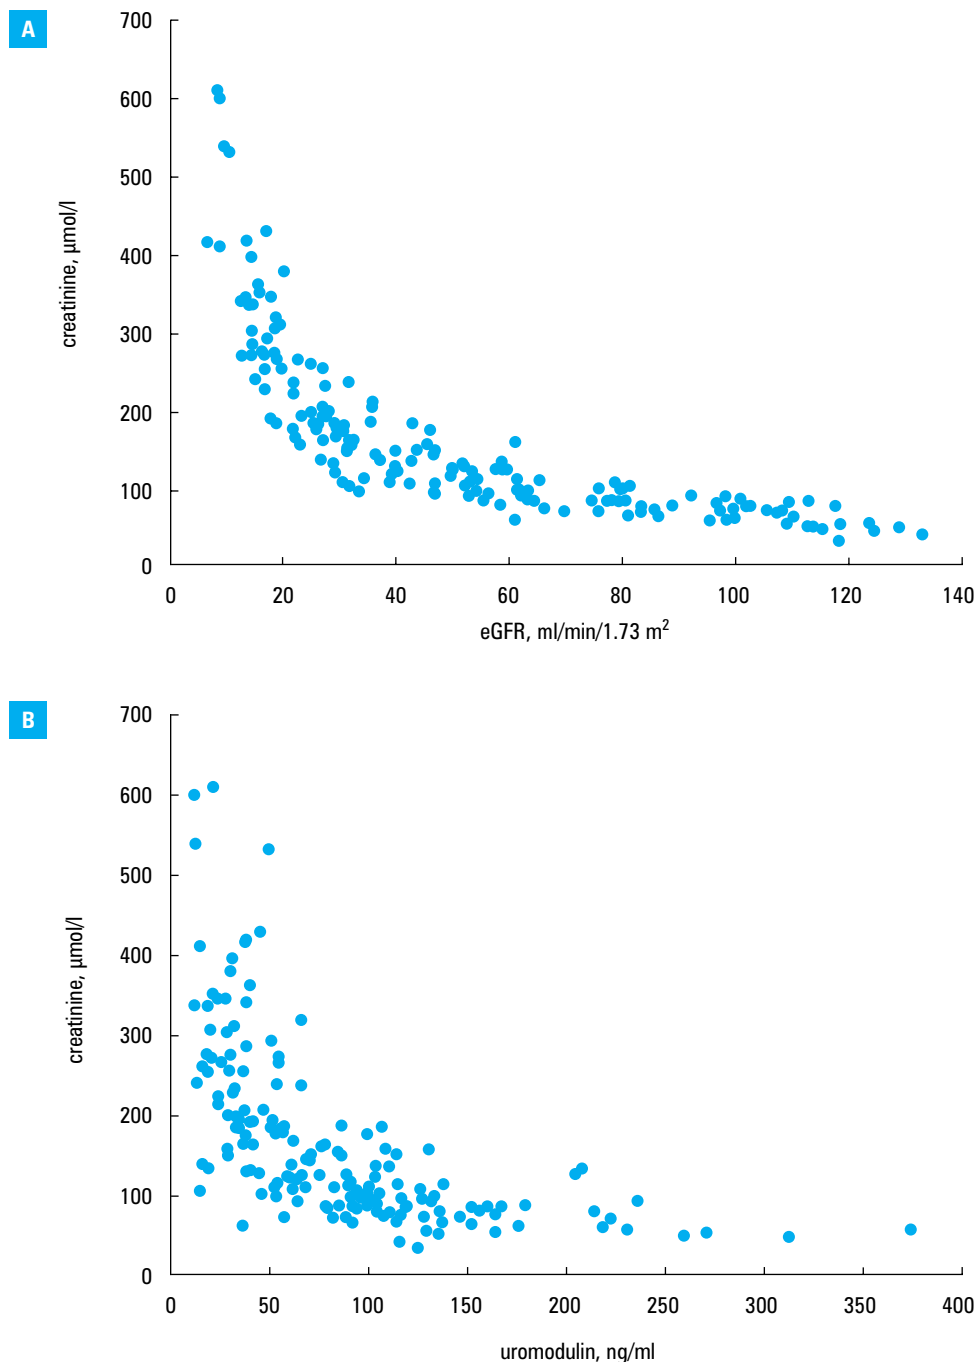 A
700
600
500
400
300
200
100
0
creatinine, µmol/l
0 20 40 60 80 100 120 140
eGFR, ml/min/1.73 m²
B
700
600
500
400
300
200
100
0
creatinine, µmol/l
0 50 100 150 200 250 300 350 400
uromodulin, ng/ml